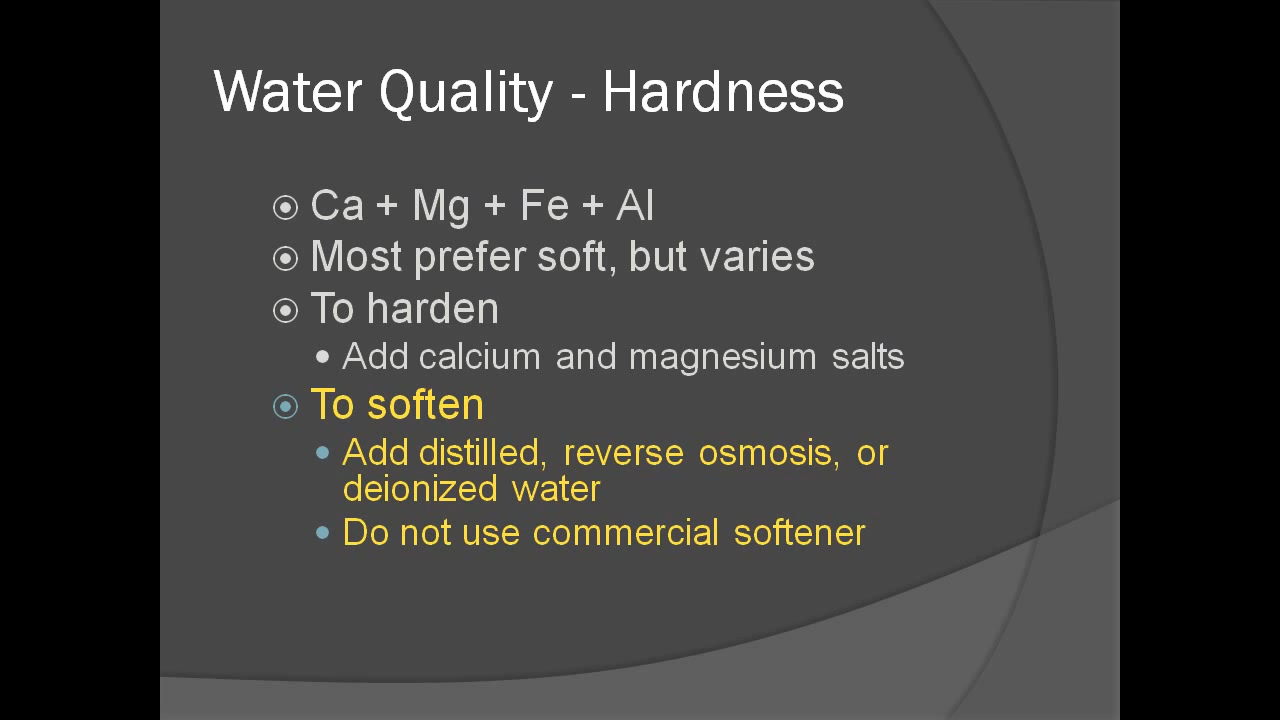 Water Quality - Hardness
Ca + Mg + Fe + Al
Most prefer soft, but varies
To harden
Add calcium and magnesium salts
To soften
Add distilled, reverse osmosis, or
deionized water
Do not use commercial softener